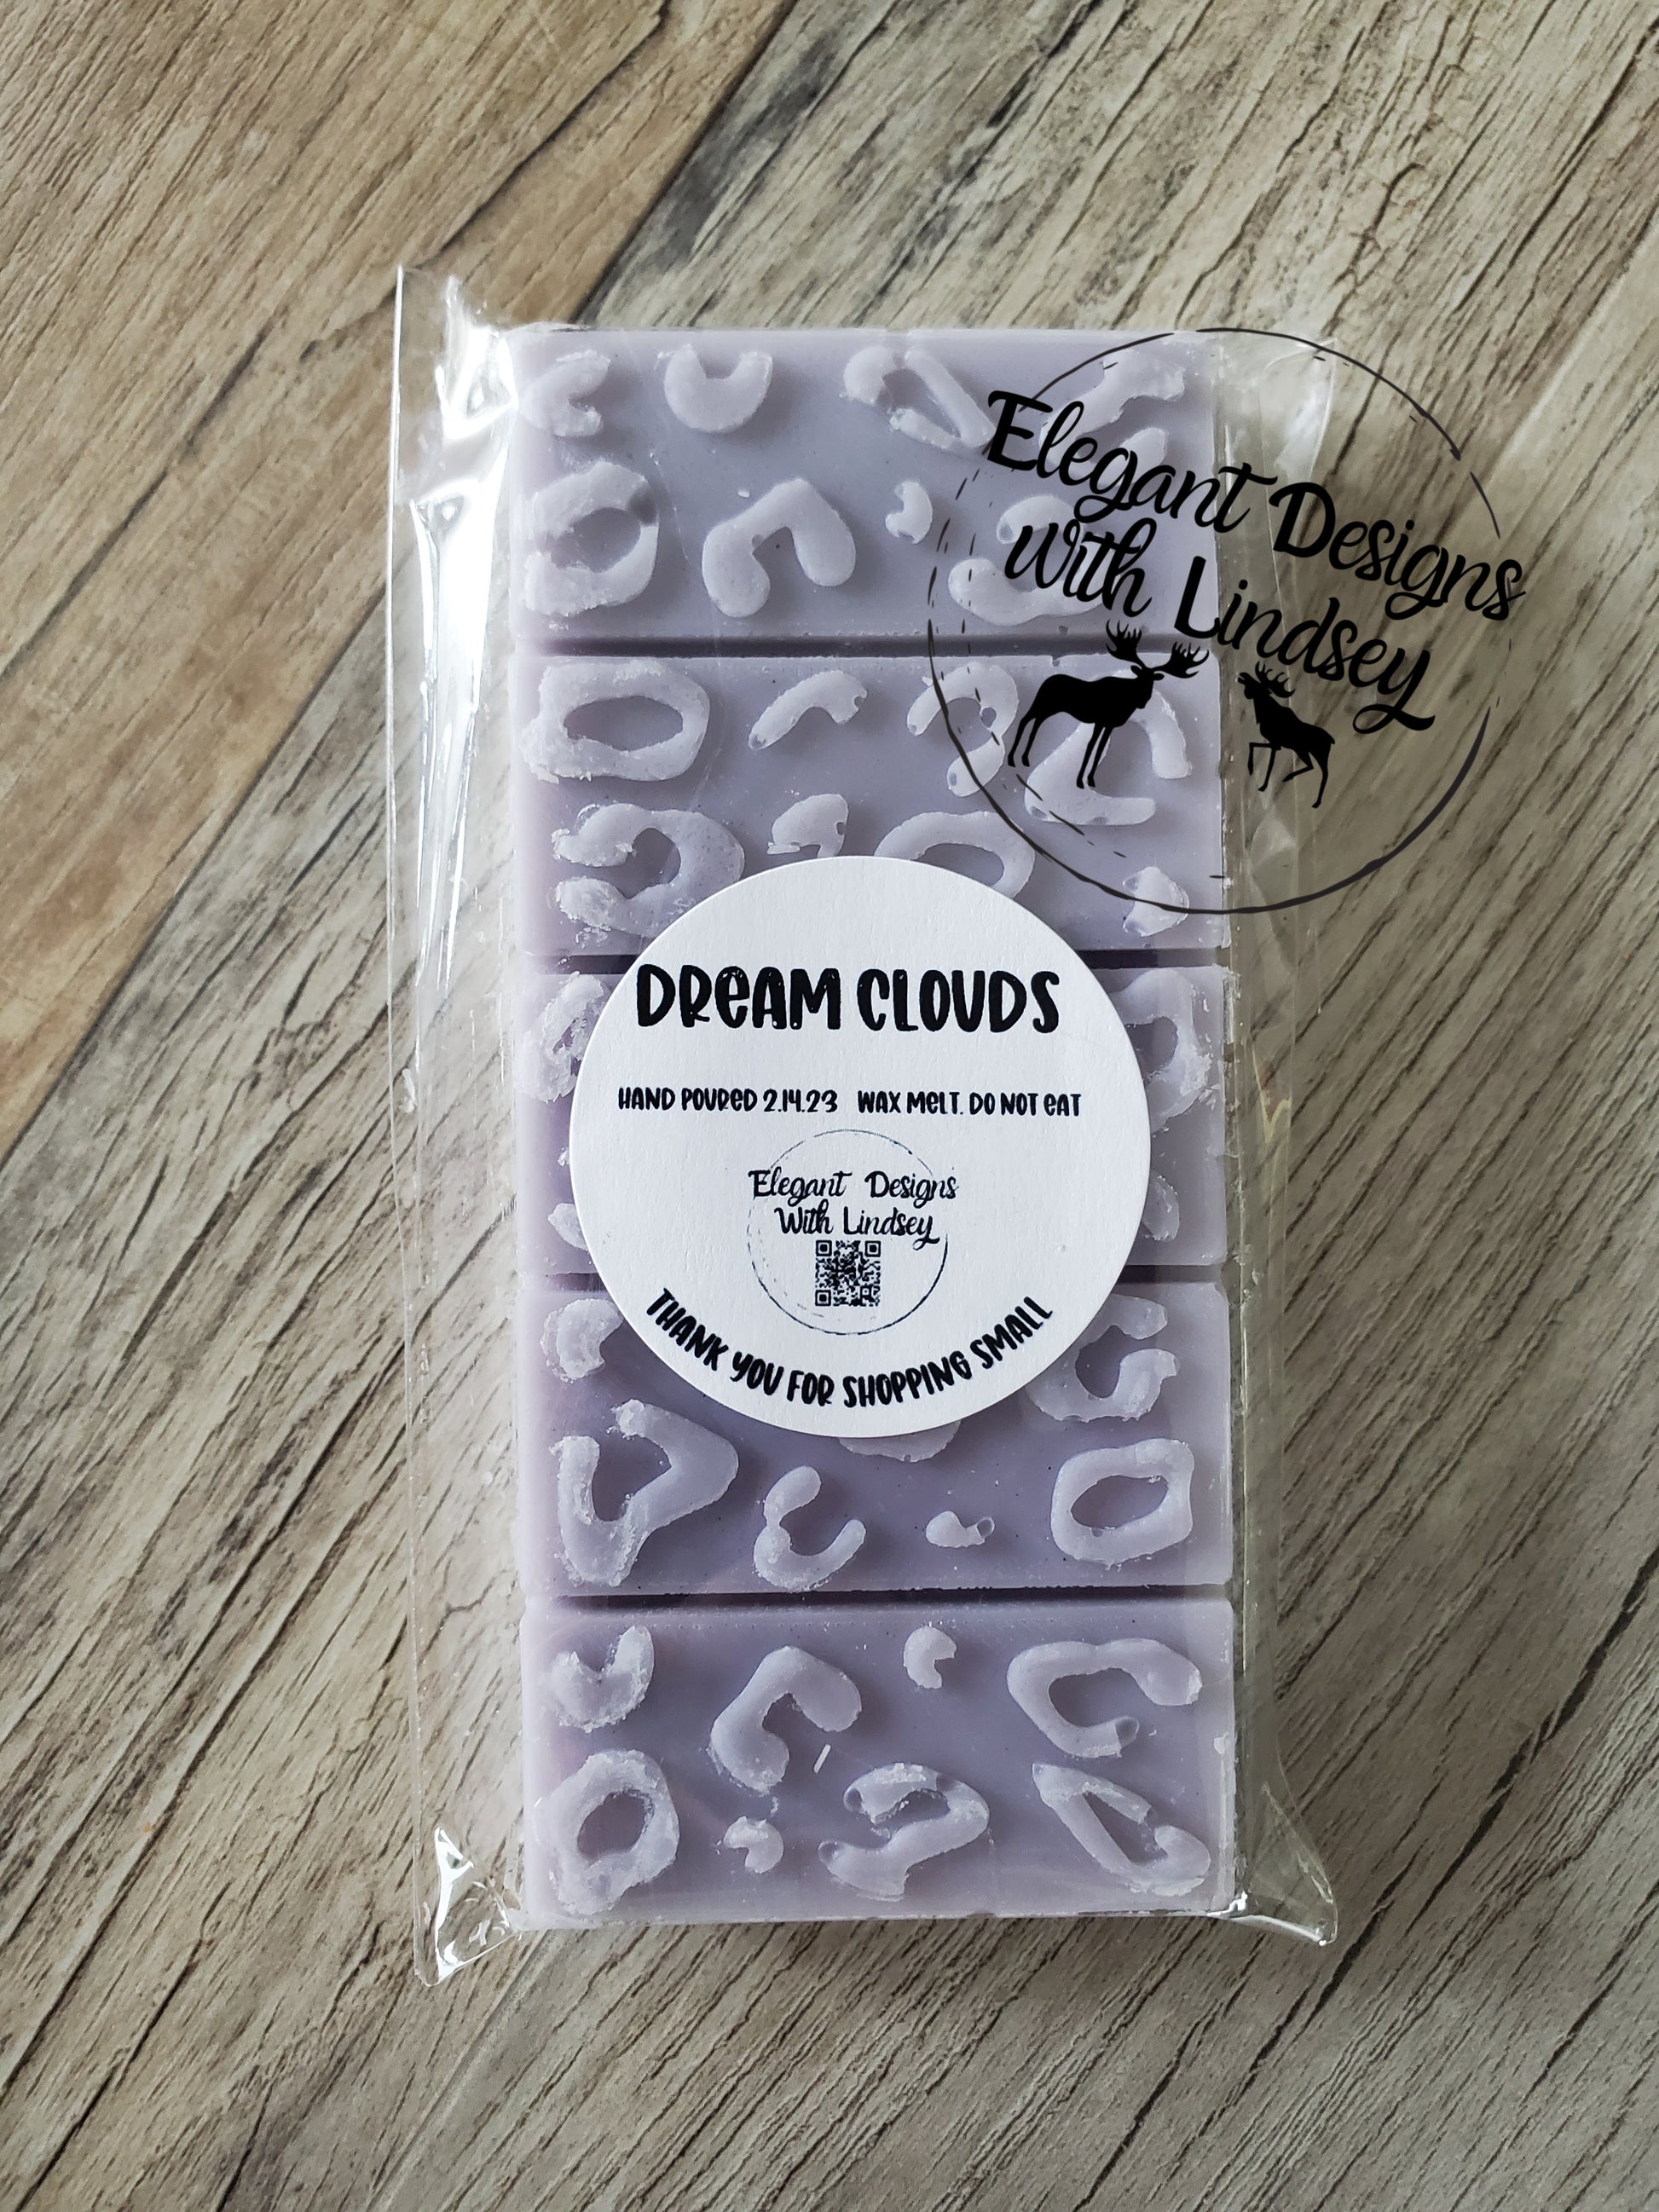 Elegant Designs
with Lindsey
DREAM CLOUDS
HAND POURED 2.14.23 WAX MELT. DO NOT EAT
Elegant Designs
With Lindsey
THANK YOU FOR SHOPPING SMALL